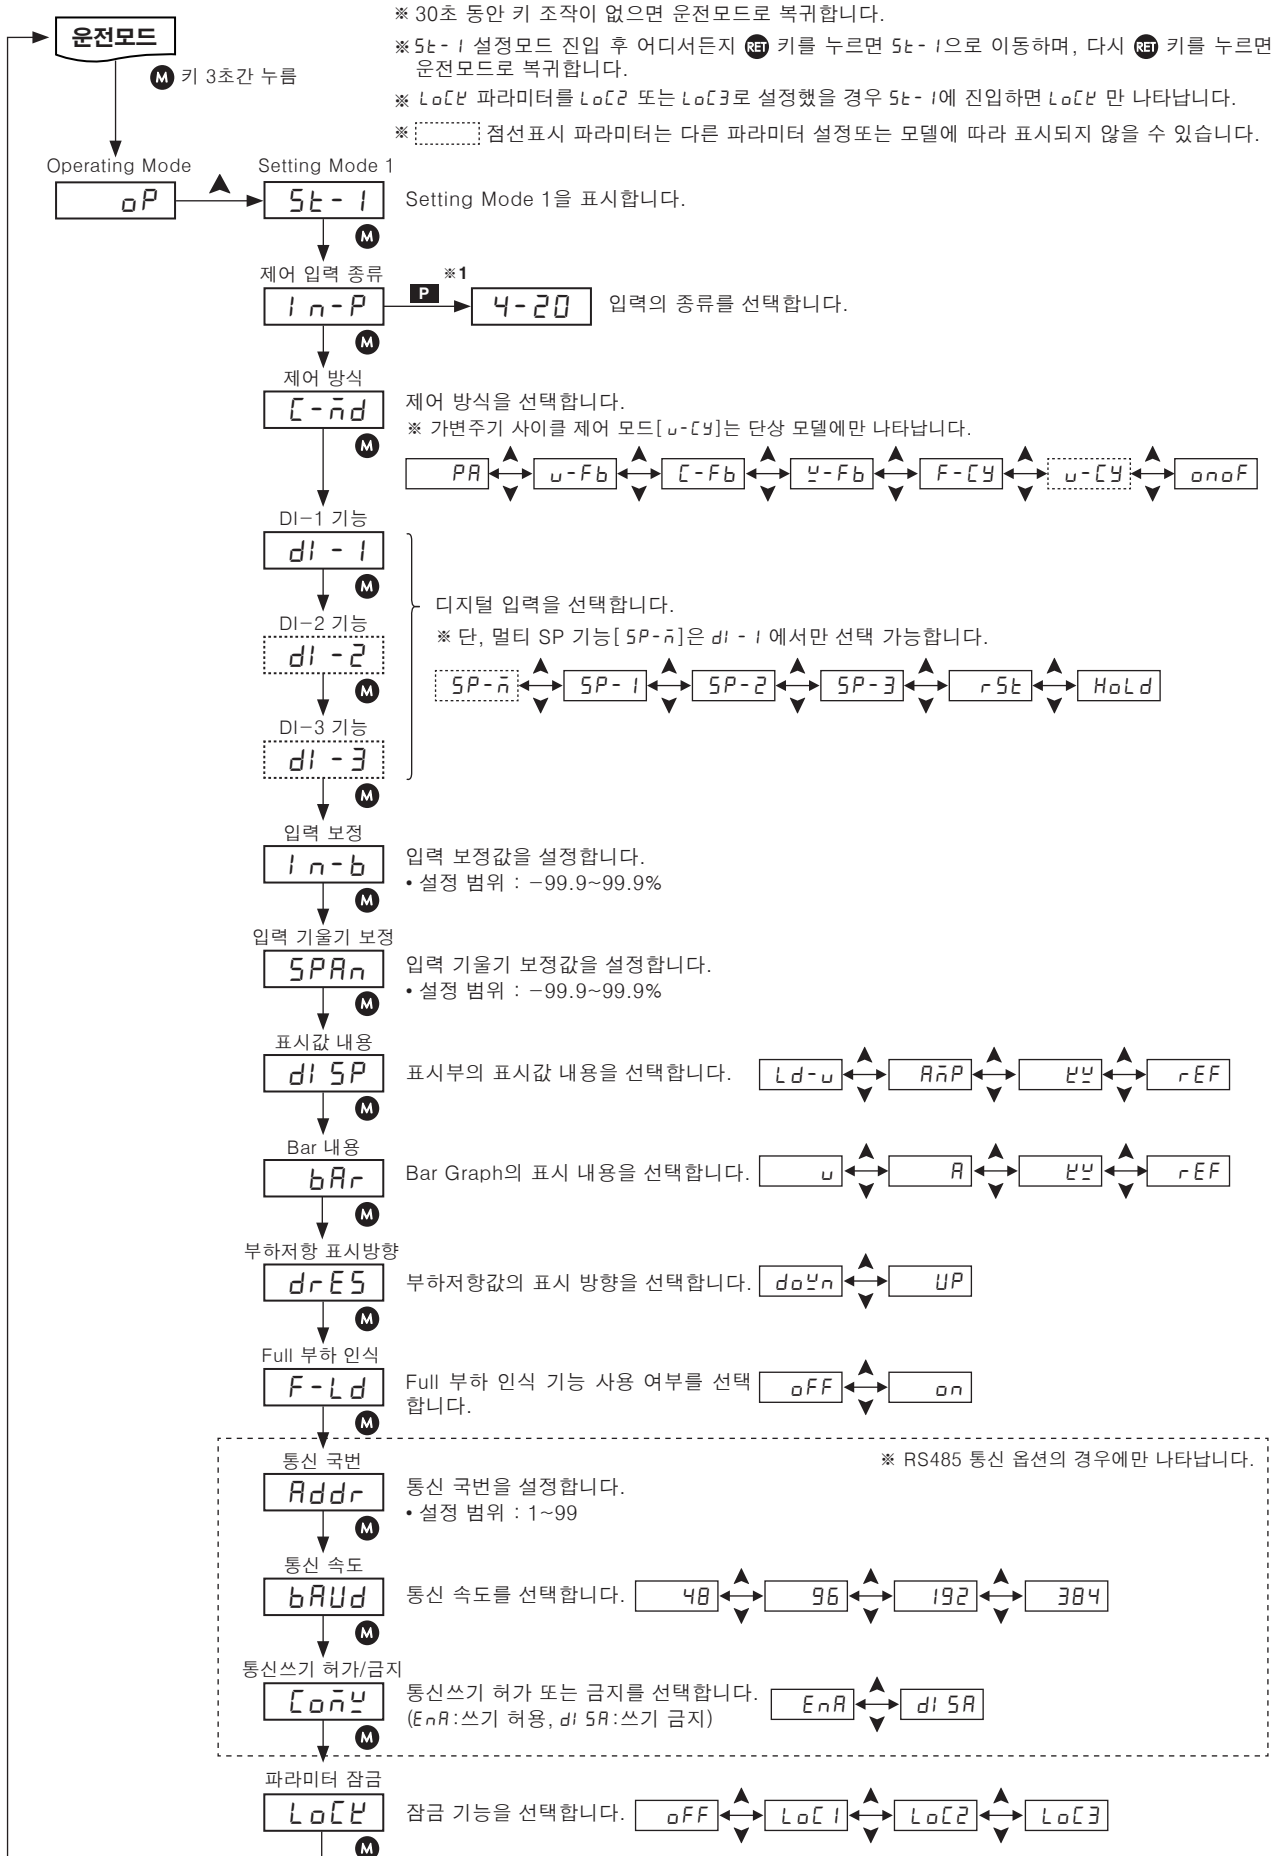 ※ 30초 동안 키 조작이 없으면 운전모드로 복귀합니다.
운전모드
※ St-1 설정모드 진입 후 어디서든지 RET 키를 누르면 St-1으로 이동하며, 다시 RET 키를 누르면
운전모드로 복귀합니다.
M 키 3초간 누름
※ LoCK 파라미터를 LoC2 또는 LoC3로 설정했을 경우 St-1에 진입하면 LoCK 만 나타납니다.
※ 점선표시 파라미터는 다른 파라미터 설정또는 모델에 따라 표시되지 않을 수 있습니다.
Operating Mode
Setting Mode 1
oP
St-1
Setting Mode 1을 표시합니다.
M
제어 입력 종류
※1
In-P
P
4-20
입력의 종류를 선택합니다.
M
제어 방식
C-md
제어 방식을 선택합니다.
※ 가변주기 사이클 제어 모드[u-CY]는 단상 모델에만 나타납니다.
M
PA
u-Fb
C-Fb
W-Fb
F-CY
u-CY
onoF
DI-1 기능
dI-1
M
디지털 입력을 선택합니다.
DI-2 기능
※ 단, 멀티 SP 기능[SP-m]은 dI-1 에서만 선택 가능합니다.
dI-2
M
SP-m
SP-1
SP-2
SP-3
rSt
HoLd
DI-3 기능
dI-3
M
입력 보정
In-b
입력 보정값을 설정합니다.
• 설정 범위 : -99.9~99.9%
M
입력 기울기 보정
SPAn
입력 기울기 보정값을 설정합니다.
• 설정 범위 : -99.9~99.9%
M
표시값 내용
dISP
표시부의 표시값 내용을 선택합니다.
Ld-u
AmP
KW
rEF
M
Bar 내용
bAr
Bar Graph의 표시 내용을 선택합니다.
u
A
KW
rEF
M
부하저항 표시방향
drES
부하저항값의 표시 방향을 선택합니다.
doWn
UP
M
Full 부하 인식
F-Ld
Full 부하 인식 기능 사용 여부를 선택
합니다.
oFF
on
M
통신 국번
※ RS485 통신 옵션의 경우에만 나타납니다.
Addr
통신 국번을 설정합니다.
• 설정 범위 : 1~99
M
통신 속도
bAUd
통신 속도를 선택합니다.
48
96
192
384
M
통신쓰기 허가/금지
ComW
통신쓰기 허가 또는 금지를 선택합니다.
(EnA:쓰기 허용, dISA:쓰기 금지)
EnA
dISA
M
파라미터 잠금
LoCK
잠금 기능을 선택합니다.
oFF
LoC1
LoC2
LoC3
M